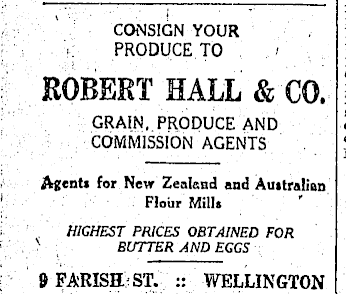 CONSIGN YOUR
PRODUCE TO
ROBERT HALL & CO.
GRAIN, PRODUCE AND
COMMISSION AGENTS
Agents for New Zealand and Australian
Flour Mills
HIGHEST PRICES OBTAINED FOR
BUTTER AND EGGS
9 FARISH ST. :: WELLINGTON